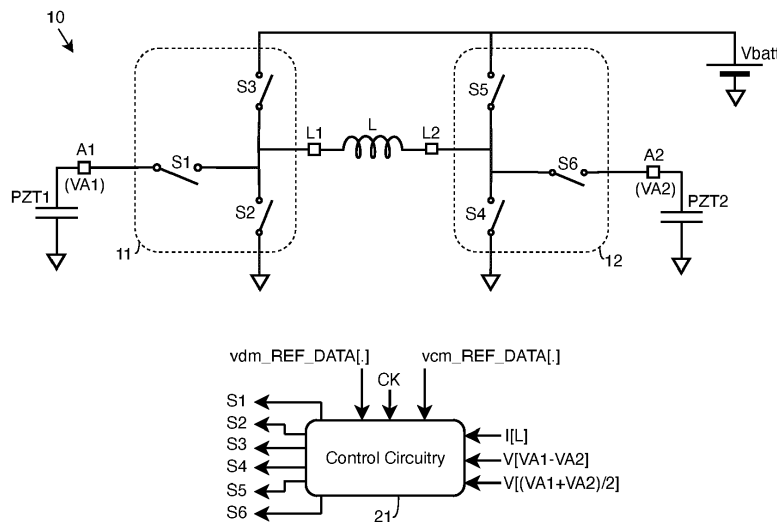 10
Vbatt
S3
S5
L1
L
L2
A1
S1
S6
A2
(VA1)
(VA2)
PZT1
S2
S4
PZT2
11
12
vdm_REF_DATA[.]
vcm_REF_DATA[.]
CK
S1
S2
S3
S4
S5
S6
Control Circuitry
I[L]
V[VA1-VA2]
V[(VA1+VA2)/2]
21